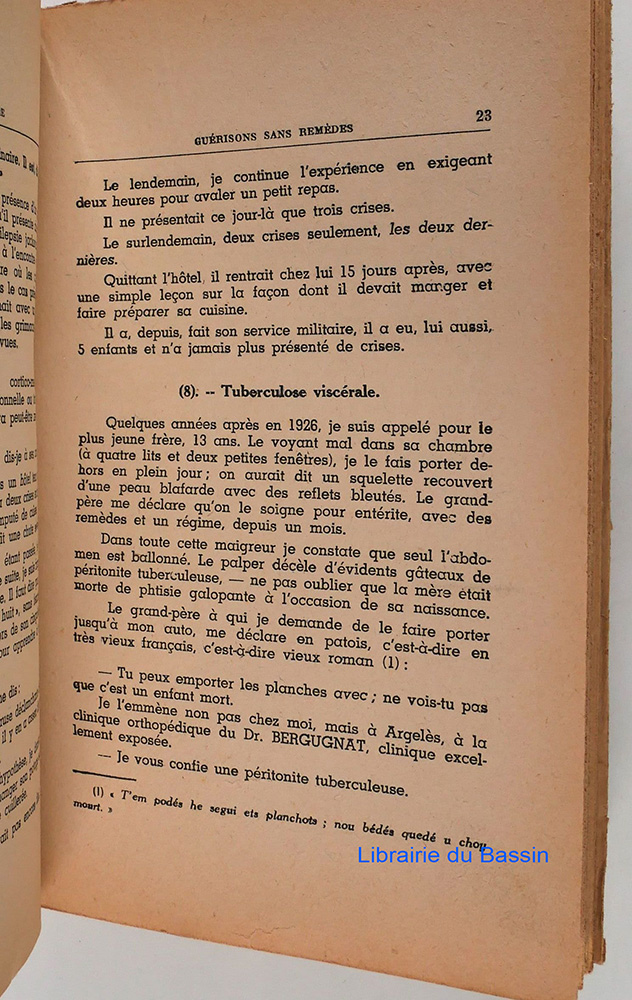 GUÉRISONS SANS REMÈDES 23
Le lendemain, je continue l'expérience en exigeant
deux heures pour avaler un petit repas.
Il ne présentait ce jour-là que trois crises.
Le surlendemain, deux crises seulement, les deux der-
nières.
Quittant l'hôtel, il rentrait chez lui 15 jours après, avec
une simple leçon sur la façon dont il devait manger et
faire préparer sa cuisine.
Il a, depuis, fait son service militaire, il a eu, lui aussi,
5 enfants et n'a jamais plus présenté de crises.
(8). -- Tuberculose viscérale.
Quelques années après en 1926, je suis appelé pour le
plus jeune frère, 13 ans. Le voyant mal dans sa chambre
(à quatre lits et deux petites fenêtres), je le fais porter de-
hors en plein jour ; on aurait dit un squelette recouvert
d'une peau blafarde avec des reflets bleutés. Le grand-
père me déclare qu'on le soigne pour entérite, avec des
remèdes et un régime, depuis un mois.
Dans toute cette maigreur je constate que seul l'abdo-
men est ballonné. Le palper décèle d'évidents gâteaux de
péritonite tuberculeuse, — ne pas oublier que la mère était
morte de phtisie galopante à l'occasion de sa naissance.
Le grand-père à qui je demande de le faire porter
jusqu'à mon auto, me déclare en patois, c'est-à-dire en
très vieux français, c'est-à-dire vieux roman (1) :
— Tu peux emporter les planches avec ; ne vois-tu pas
que c'est un enfant mort.
Je l'emmène non pas chez moi, mais à Argelès, à la
clinique orthopédique du Dr. BERGUGNAT, clinique excel-
lement exposée.
— Je vous confie une péritonite tuberculeuse.
(1) « T'em podés he segui ets planchots ; nou bédés quedé u chou
mourt. »
Librairie du Bassin